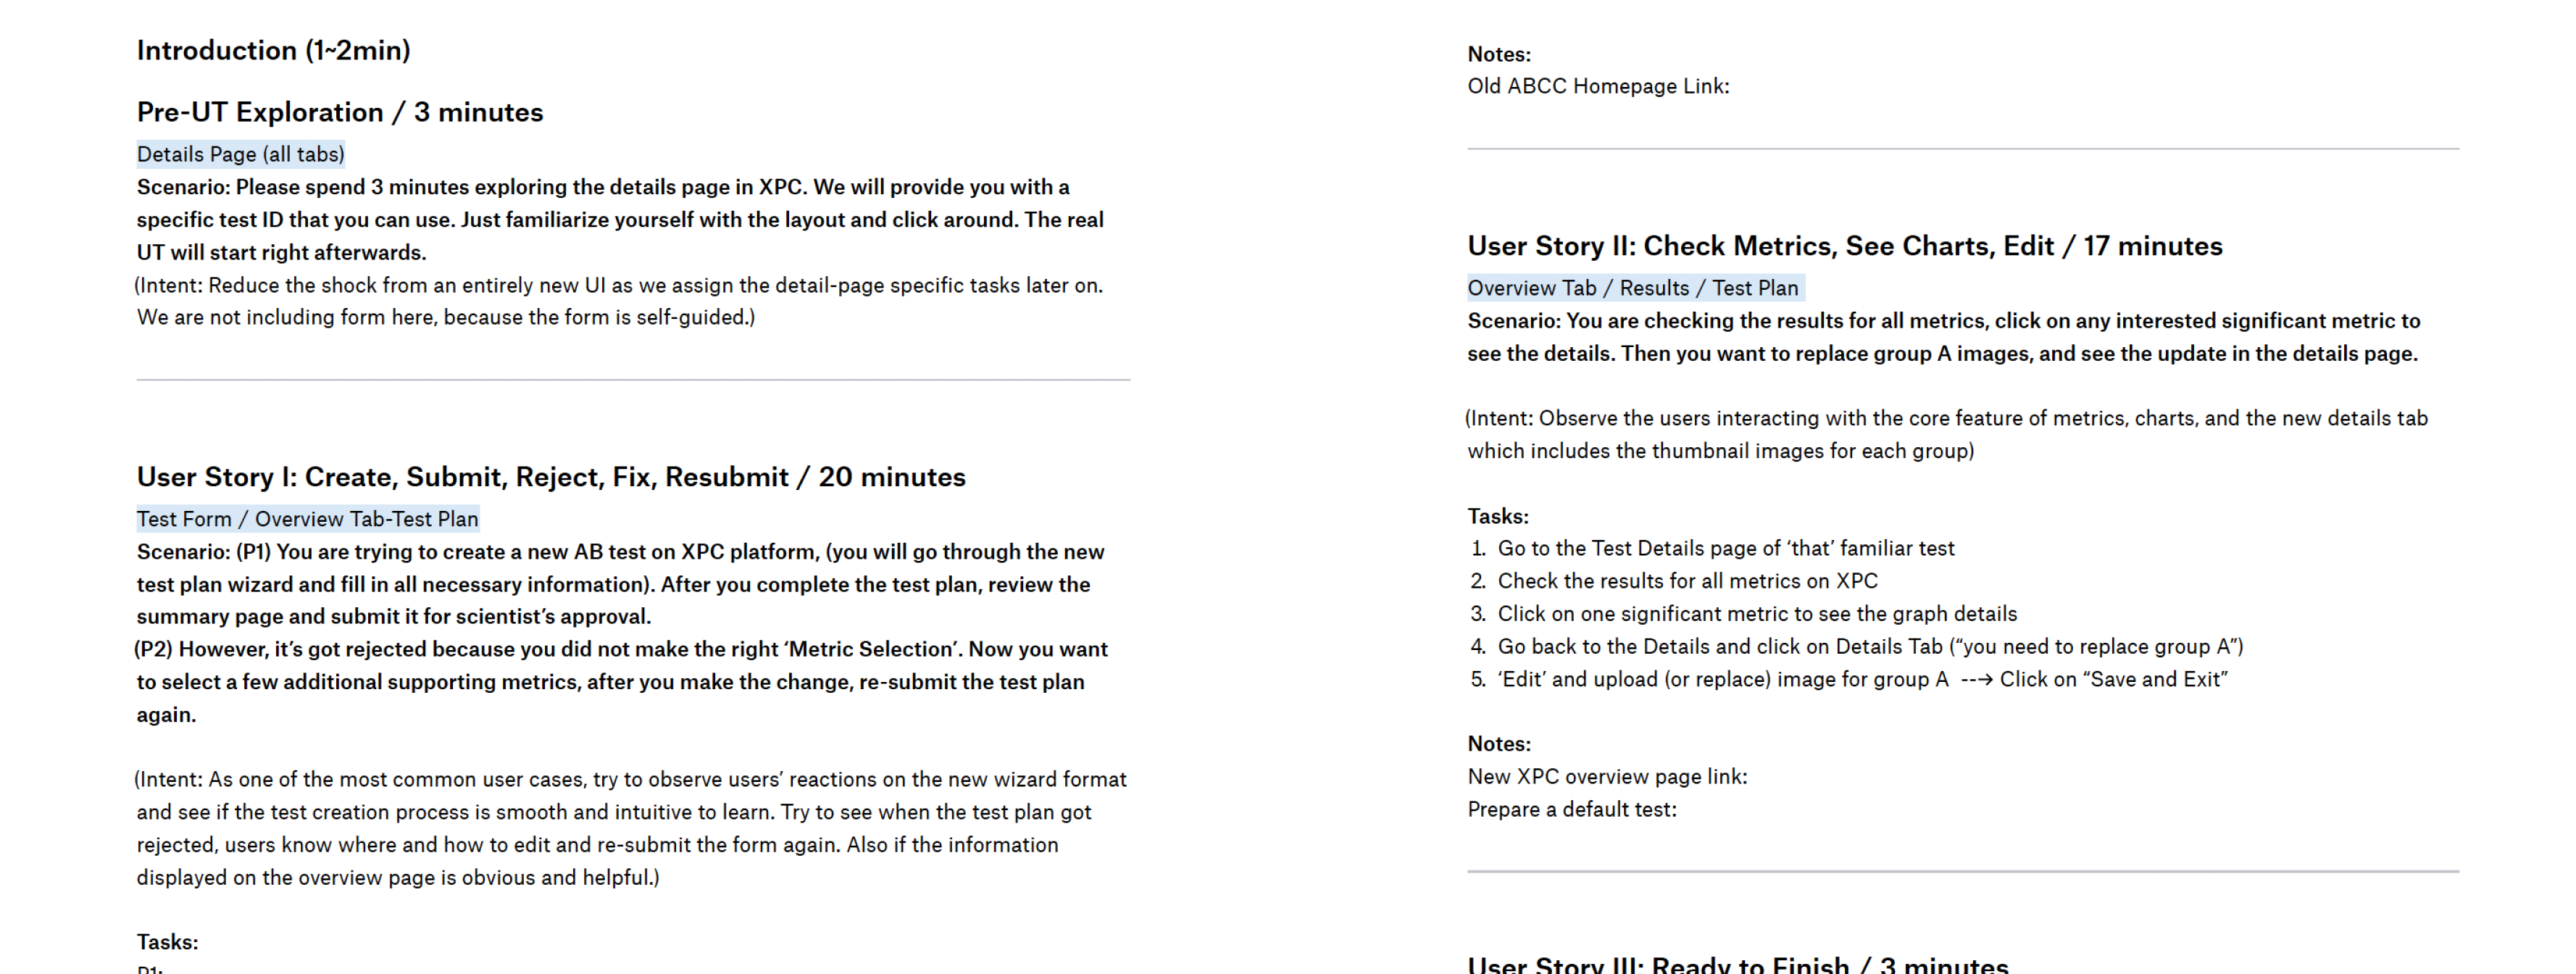 Introduction (1~2min)
Pre-UT Exploration / 3 minutes
Details Page (all tabs)
Scenario: Please spend 3 minutes exploring the details page in XPC. We will provide you with a
specific test ID that you can use. Just familiarize yourself with the layout and click around. The real
UT will start right afterwards.
(Intent: Reduce the shock from an entirely new UI as we assign the detail-page specific tasks later on.
We are not including form here, because the form is self-guided.)
User Story I: Create, Submit, Reject, Fix, Resubmit / 20 minutes
Test Form / Overview Tab-Test Plan
Scenario: (P1) You are trying to create a new AB test on XPC platform, (you will go through the new
test plan wizard and fill in all necessary information). After you complete the test plan, review the
summary page and submit it for scientist’s approval.
(P2) However, it’s got rejected because you did not make the right ‘Metric Selection’. Now you want
to select a few additional supporting metrics, after you make the change, re-submit the test plan
again.
(Intent: As one of the most common user cases, try to observe users’ reactions on the new wizard format
and see if the test creation process is smooth and intuitive to learn. Try to see when the test plan got
rejected, users know where and how to edit and re-submit the form again. Also if the information
displayed on the overview page is obvious and helpful.)
Tasks:
P1:
Notes:
Old ABCC Homepage Link:
User Story II: Check Metrics, See Charts, Edit / 17 minutes
Overview Tab / Results / Test Plan
Scenario: You are checking the results for all metrics, click on any interested significant metric to
see the details. Then you want to replace group A images, and see the update in the details page.
(Intent: Observe the users interacting with the core feature of metrics, charts, and the new details tab
which includes the thumbnail images for each group)
Tasks:
1. Go to the Test Details page of ‘that’ familiar test
2. Check the results for all metrics on XPC
3. Click on one significant metric to see the graph details
4. Go back to the Details and click on Details Tab (“you need to replace group A”)
5. ‘Edit’ and upload (or replace) image for group A --→ Click on “Save and Exit”
Notes:
New XPC overview page link:
Prepare a default test:
User Story III: Ready to Finish / 3 minutes